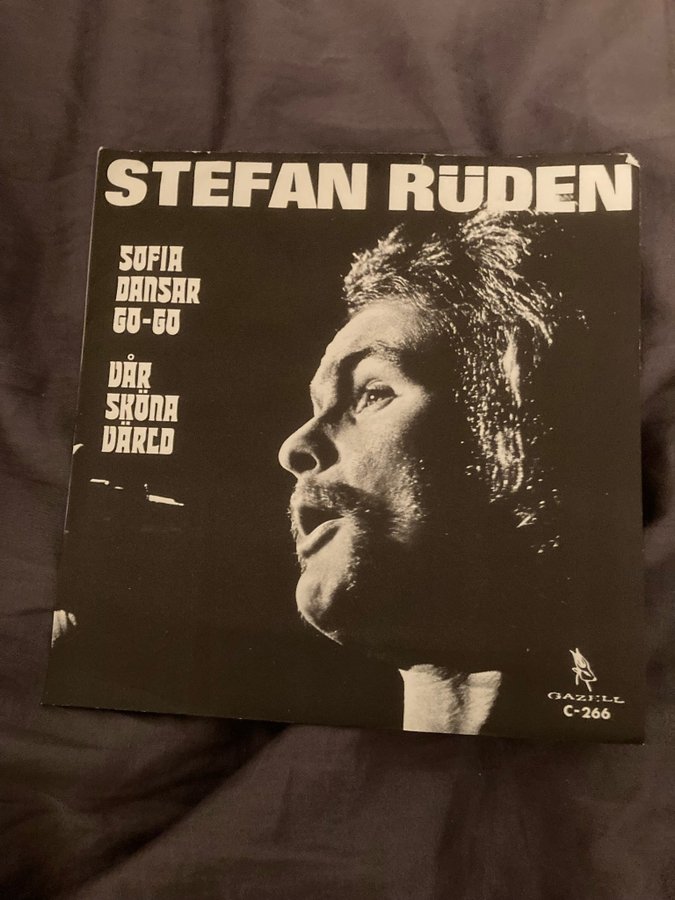 STEFAN RÜDEN
SOFIA
DANSAR
GO-GO
VÅR
SKÖNA
VÄRLD
GAZELL
C-266